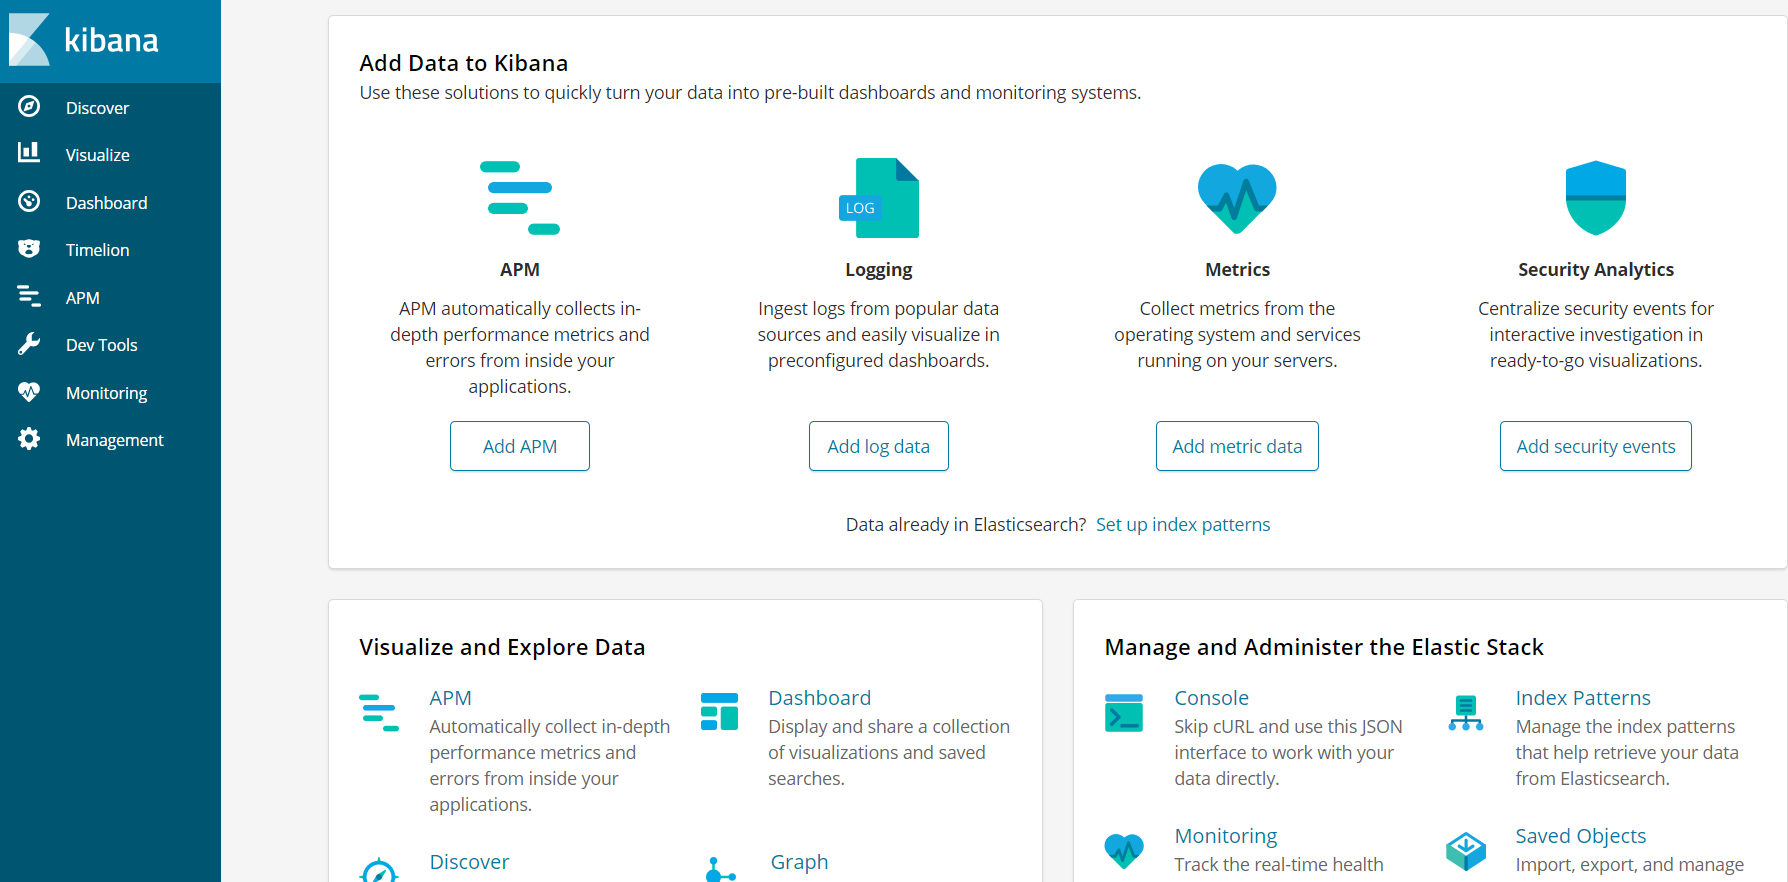 kibana
Discover
Visualize
Dashboard
Timelion
APM
Dev Tools
Monitoring
Management
Add Data to Kibana
Use these solutions to quickly turn your data into pre-built dashboards and monitoring systems.
APM
APM automatically collects in-
depth performance metrics and
errors from inside your
applications.
Add APM
LOG
Logging
Ingest logs from popular data
sources and easily visualize in
preconfigured dashboards.
Add log data
Metrics
Collect metrics from the
operating system and services
running on your servers.
Add metric data
Security Analytics
Centralize security events for
interactive investigation in
ready-to-go visualizations.
Add security events
Data already in Elasticsearch? Set up index patterns
Visualize and Explore Data
APM
Automatically collect in-depth
performance metrics and
errors from inside your
applications.
Dashboard
Display and share a collection
of visualizations and saved
searches.
Discover
Graph
Manage and Administer the Elastic Stack
Console
Skip cURL and use this JSON
interface to work with your
data directly.
Index Patterns
Manage the index patterns
that help retrieve your data
from Elasticsearch.
Monitoring
Track the real-time health
Saved Objects
Import, export, and manage